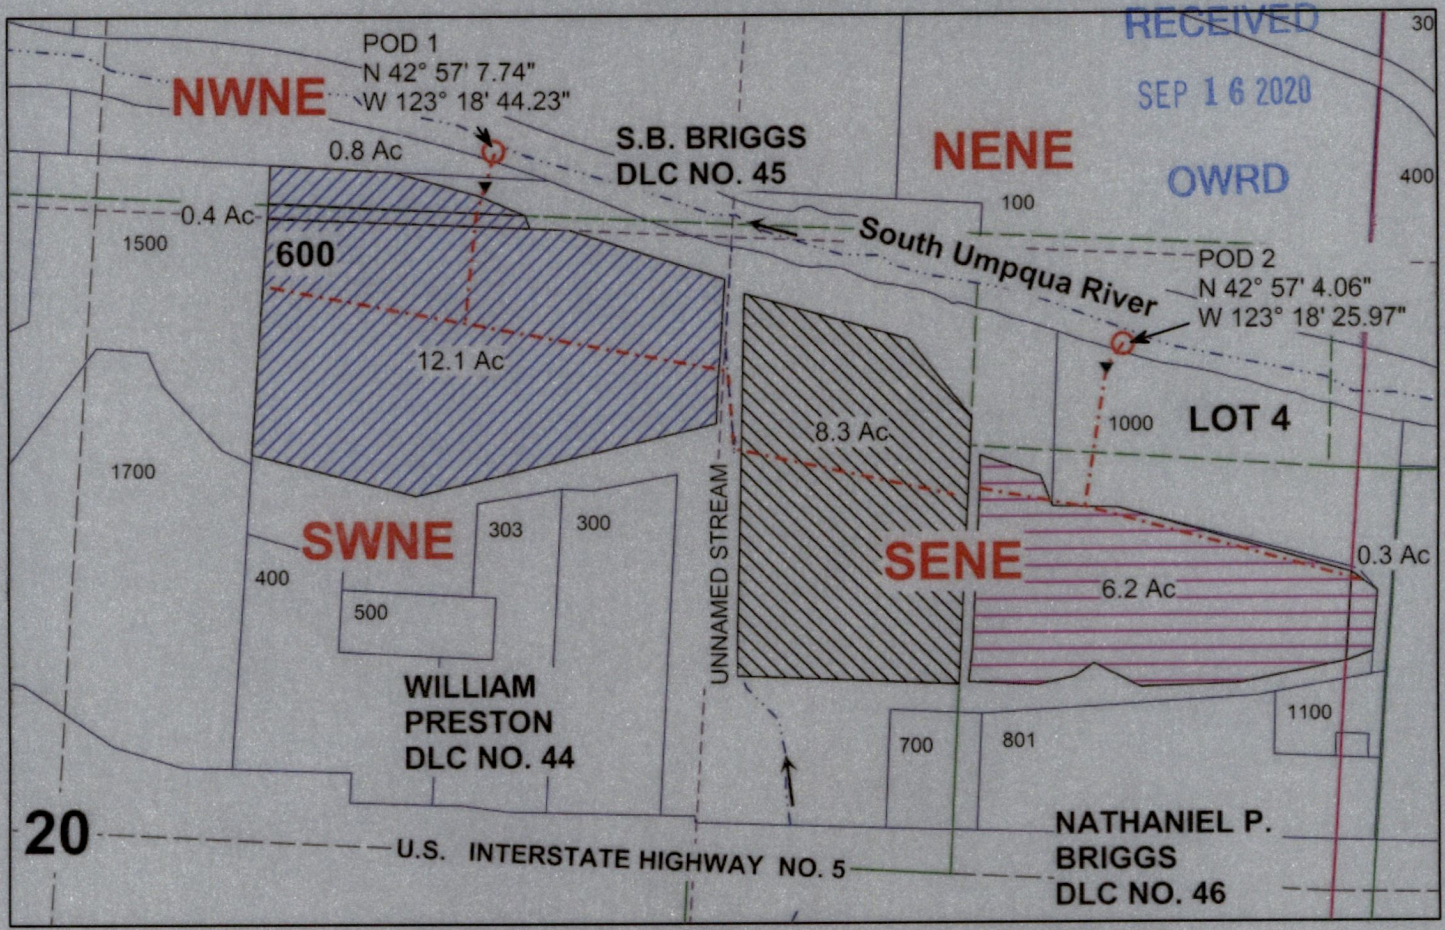 RECEIVED
30
POD 1
N 42° 57' 7.74"
W 123° 18' 44.23"
NWNE
SEP 16 2020
0.8 Ac
S.B. BRIGGS
DLC NO. 45
NENE
OWRD
400
100
0.4 Ac
1500
600
South Umpqua River
POD 2
N 42° 57' 4.06"
W 123° 18' 25.97"
12.1 Ac
8.3 Ac
1000
LOT 4
1700
303
300
SWNE
UNNAMED STREAM
SENE
0.3 Ac
400
6.2 Ac
500
WILLIAM
PRESTON
DLC NO. 44
700
801
1100
20
U.S. INTERSTATE HIGHWAY NO. 5
NATHANIEL P.
BRIGGS
DLC NO. 46